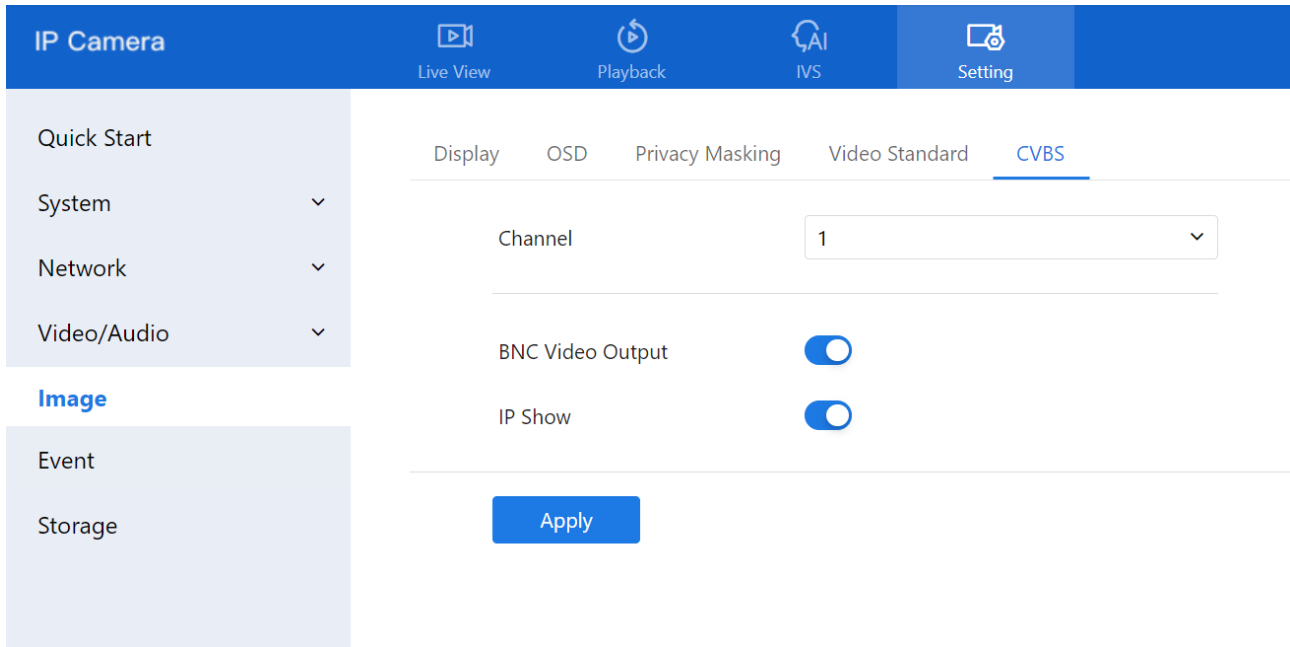 IP Camera
Live View
Playback
AI
IVS
Setting
Quick Start
System
Network
Video/Audio
Image
Event
Storage
Display OSD Privacy Masking Video Standard CVBS
Channel 1
BNC Video Output
IP Show
Apply